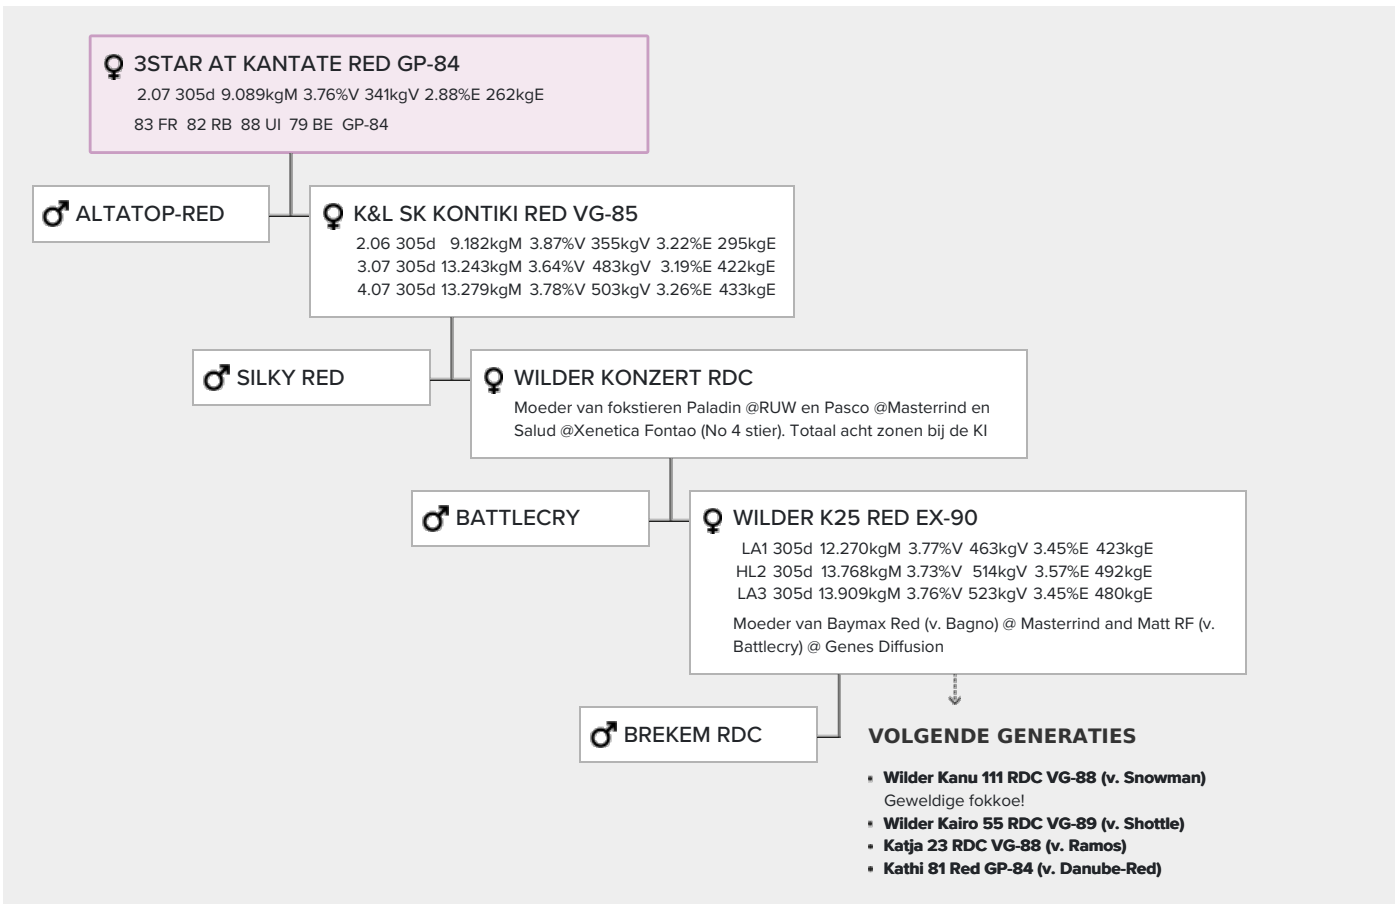 3STAR AT KANTATE RED GP-84
2.07 305d 9.089kgM 3.76%V 341kgV 2.88%E 262kgE
83 FR 82 RB 88 UI 79 BE GP-84
ALTATOP-RED
K&L SK KONTIKI RED VG-85
2.06 305d 9.182kgM 3.87%V 355kgV 3.22%E 295kgE
3.07 305d 13.243kgM 3.64%V 483kgV 3.19%E 422kgE
4.07 305d 13.279kgM 3.78%V 503kgV 3.26%E 433kgE
SILKY RED
WILDER KONZERT RDC
Moeder van fokstieren Paladin @RUW en Pasco @Masterrind en
Salud @Xenetica Fontao (No 4 stier). Totaal acht zonen bij de KI
BATTLECRY
WILDER K25 RED EX-90
LA1 305d 12.270kgM 3.77%V 463kgV 3.45%E 423kgE
HL2 305d 13.768kgM 3.73%V 514kgV 3.57%E 492kgE
LA3 305d 13.909kgM 3.76%V 523kgV 3.45%E 480kgE
Moeder van Baymax Red (v. Bagno) @ Masterrind and Matt RF (v.
Battlecry) @ Genes Diffusion
BREKEM RDC
VOLGENDE GENERATIES
• Wilder Kanu 111 RDC VG-88 (v. Snowman)
Geweldige fokkoe!
• Wilder Kairo 55 RDC VG-89 (v. Shottle)
• Katja 23 RDC VG-88 (v. Ramos)
• Kathi 81 Red GP-84 (v. Danube-Red)